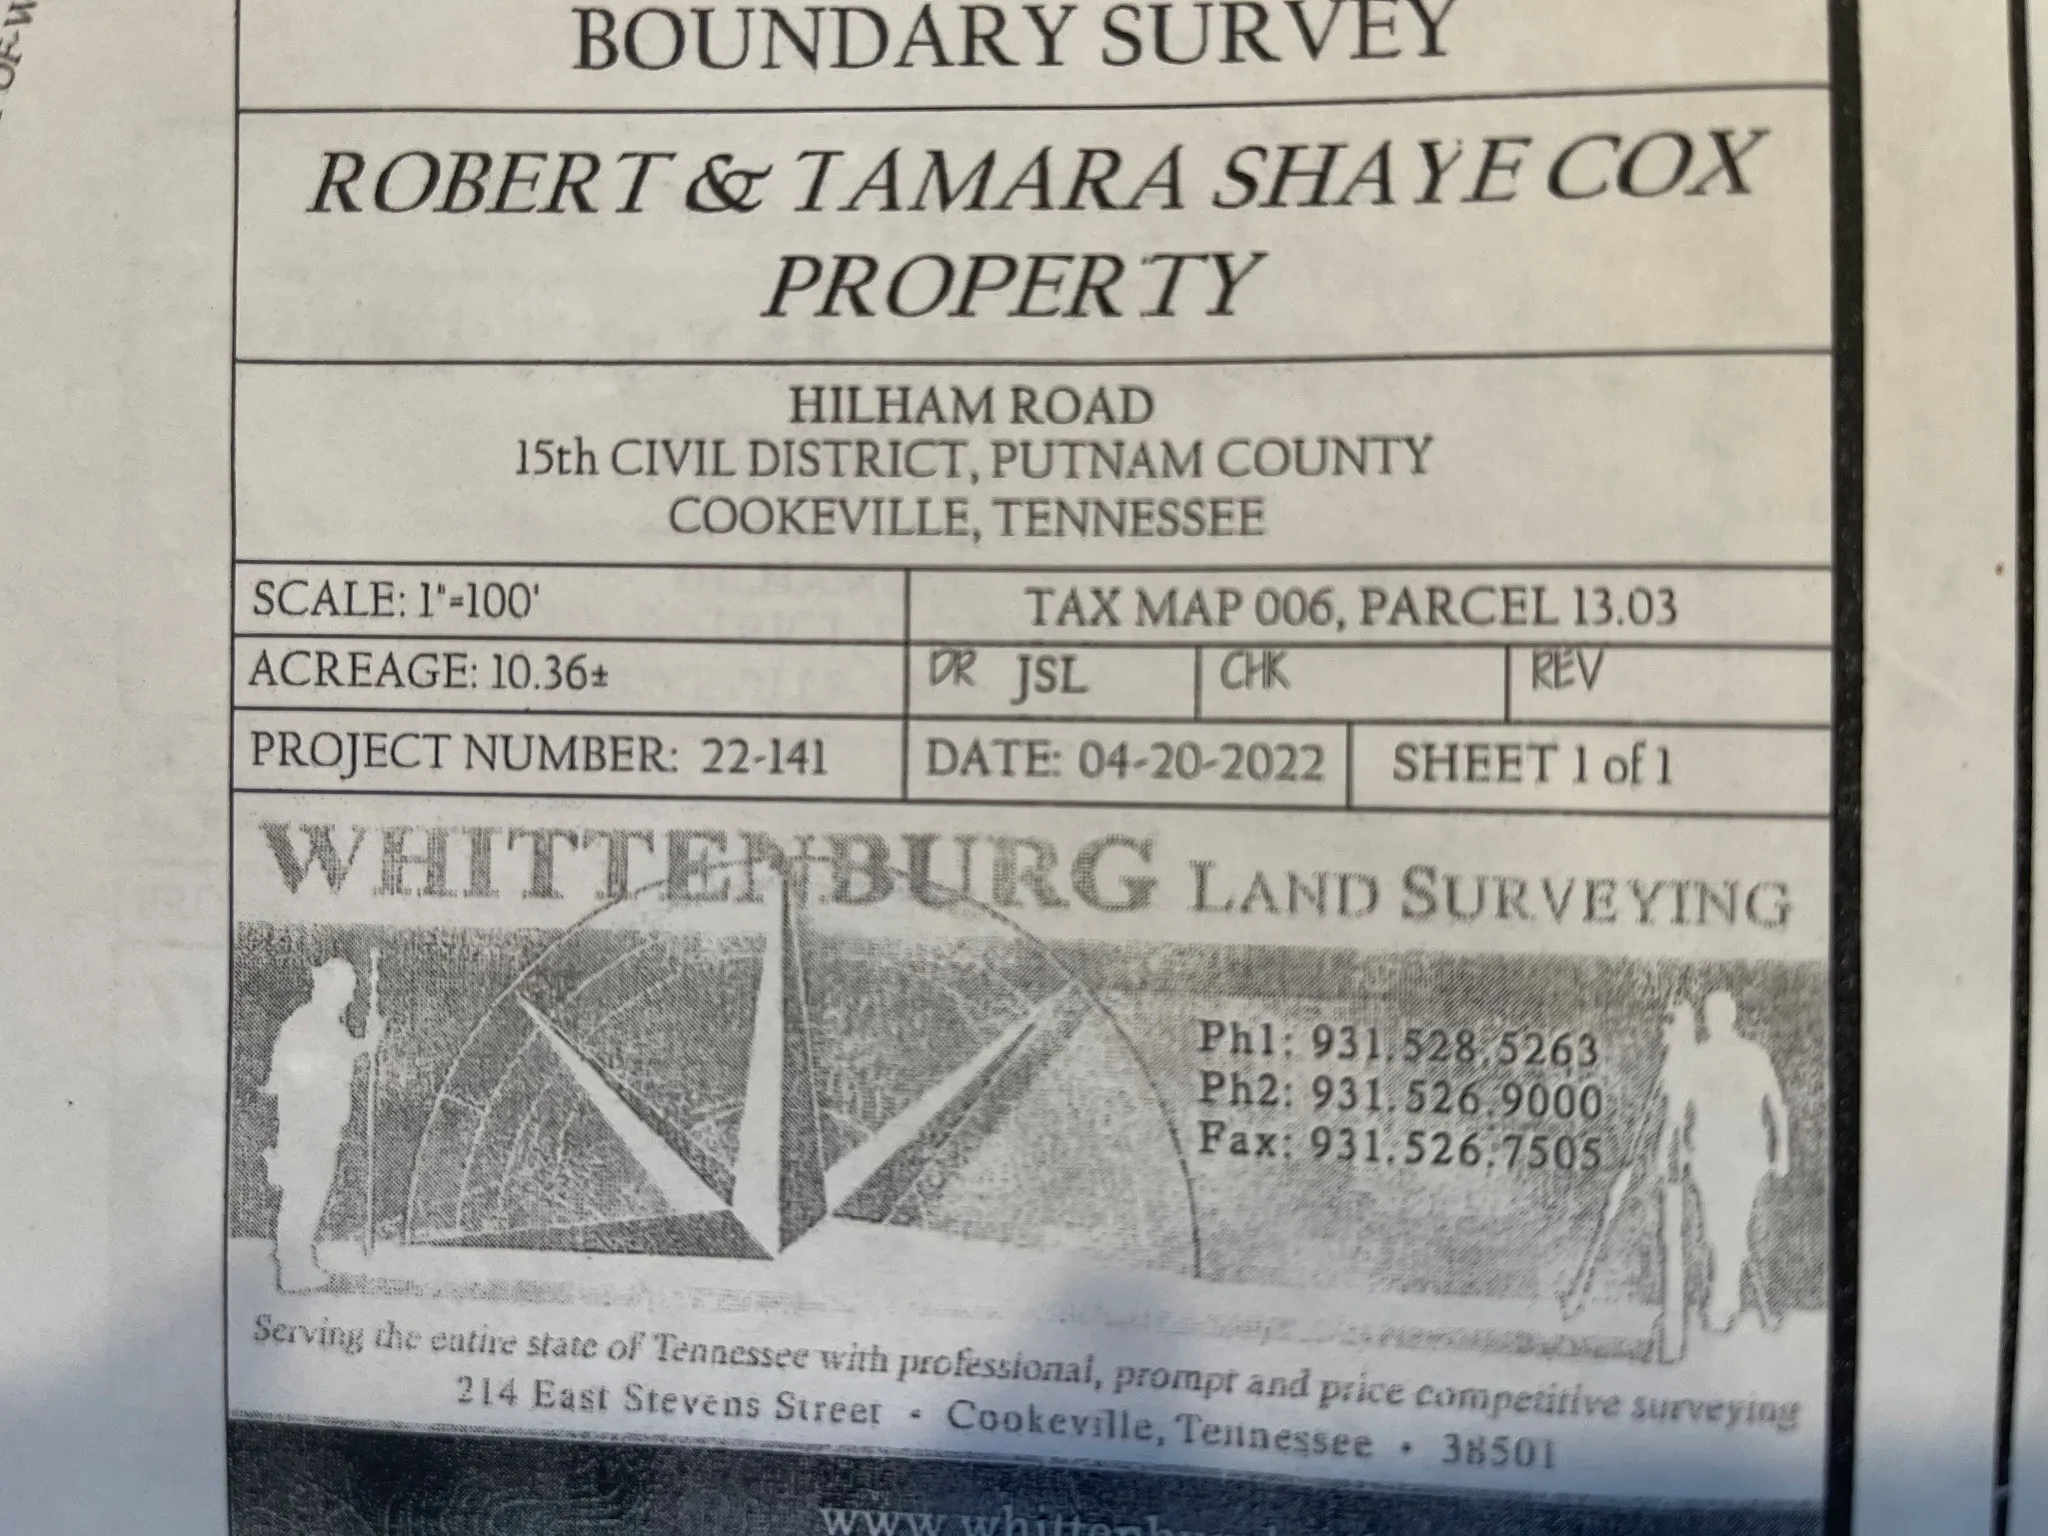 BOUNDARY SURVEY
ROBERT & TAMARA SHAYE COX
PROPERTY
HILHAM ROAD
15th CIVIL DISTRICT, PUTNAM COUNTY
COOKEVILLE, TENNESSEE
SCALE: 1"=100'
TAX MAP 006, PARCEL 13.03
ACREAGE: 10.36±
DR JSL
CHK
REV
PROJECT NUMBER: 22-141
DATE: 04-20-2022
SHEET 1 of 1
WHITTENBURG LAND SURVEYING
Ph1: 931.528.5263
Ph2: 931.526.9000
Fax: 931.526.7505
Serving the entire state of Tennessee with professional, prompt and price competitive surveying
214 East Stevens Street • Cookeville, Tennessee • 38501